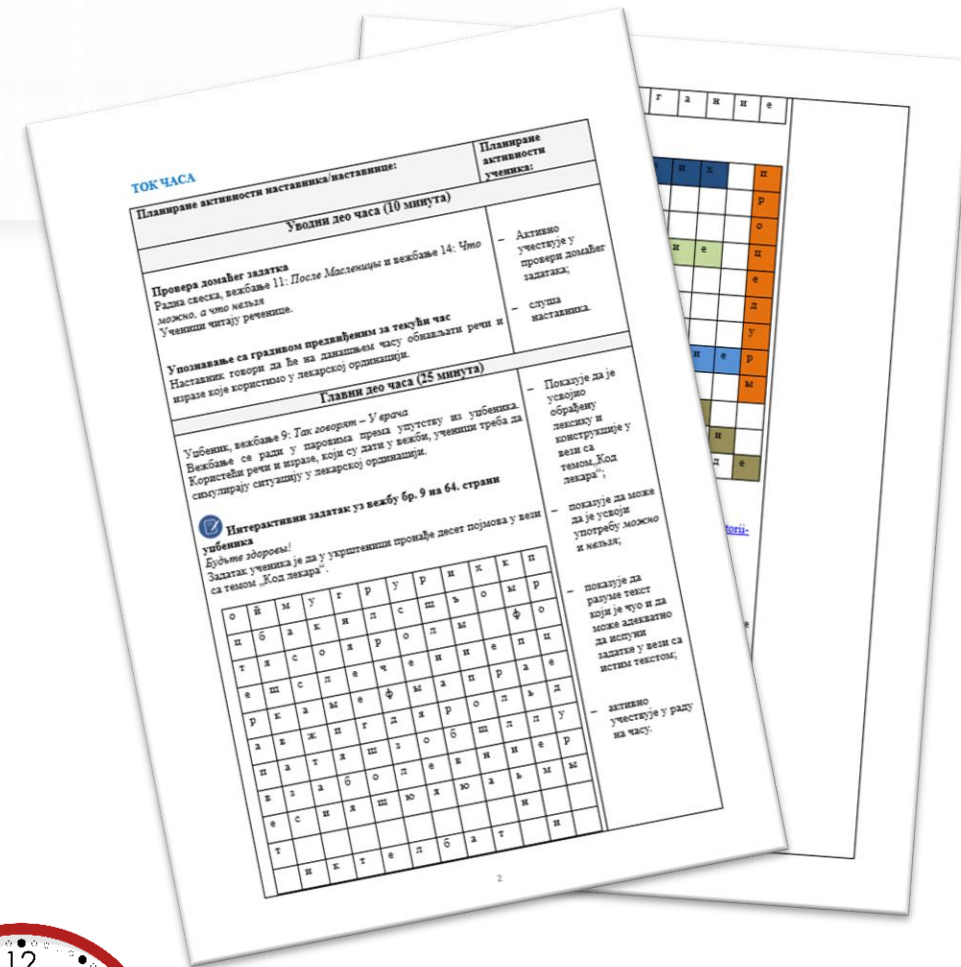 ТОК ЧАСА
Планиране активности наставника/наставнице:
Планиране
активности
ученика:
Уводни део часа (10 минута)
Провера домаћег задатка
Радна свеска, вежбање 11: После Масленицы и вежбање 14: Что
можно, а что нельзя
Ученици читају реченице.
Упознавање са градивом предвиђеним за текући час
Наставник говори да ће на данашњем часу обнављати речи и
изразе које користимо у лекарској ординацији.
– Активно
учествује у
провери домаћег
задатака;
– слуша
наставника.
Главни део часа (25 минута)
Уџбеник, вежбање 9: Так говорят – У врача
Вежбање се ради у паровима према упутству из уџбеника.
Користећи речи и изразе, који су дати у вежби, ученици треба да
симулирају ситуацију у лекарској ординацији.
Интерактивни задатак уз вежбу бр. 9 на 64. страни
уџбеника
Будьте здоровы!
Задатак ученика је да у укрштеници пронађе десет појмова у вези
са темом „Код лекара“.
– Показује да је
усвојио
обрађену
лексику и
конструкције у
вези са
темом„Код
лекара“;
– показује да може
да је усвоји
употребу можно
и нельзя;
– показује да
разуме текст
који је чуо и да
може адекватно
да испуни
задатке у вези са
истим текстом;
– активно
учествује у раду
на часу.
о й м у г р у р и х к п
т я с о я р о л ы ф о
е щ с л е ч е н и е п ц
р к а ы е ф ы а п р а е
а в ж п г д я р о л ь д
п а т я ш з о б щ л л у
в з а б о л е в н и е р
е с и я щ ю я ю а ь м ы
т и
и к т е л б а т и
2
г а н и е
и х п
р
о
и е ц
е
д
у
и е р
ы
и
д е
torii-
12